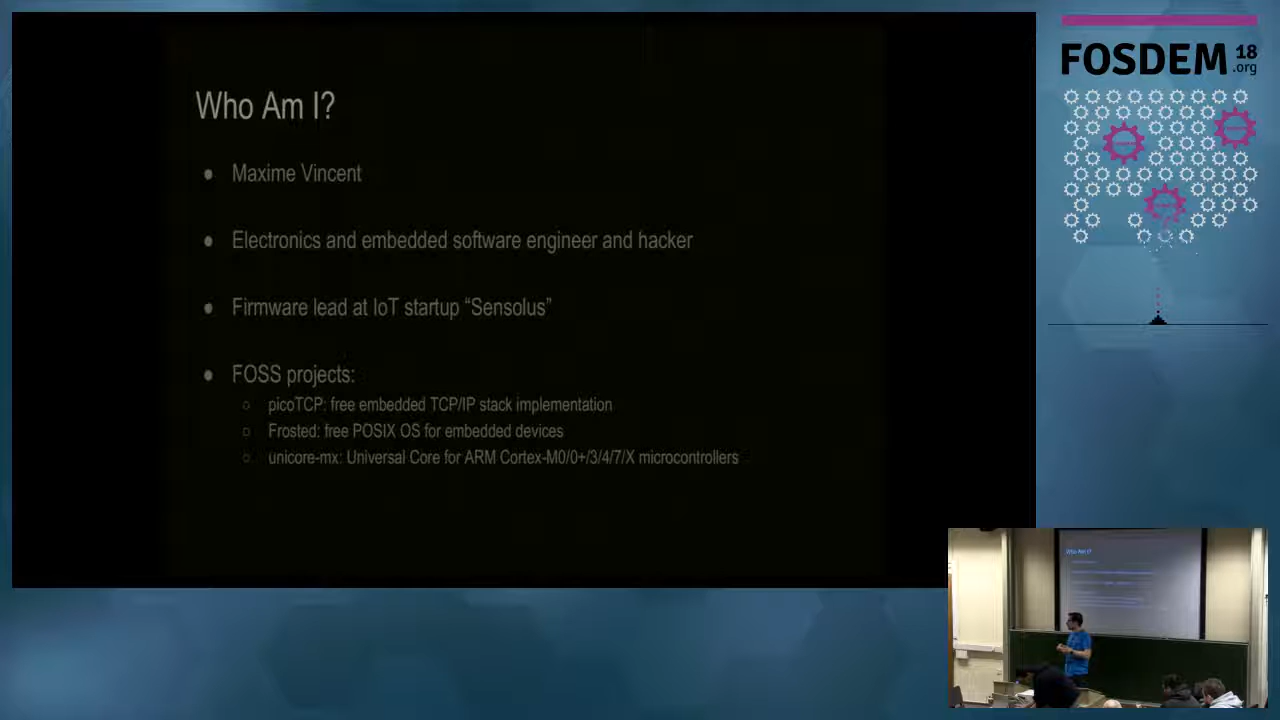 Who Am I?
● Maxime Vincent
● Electronics and embedded software engineer and hacker
● Firmware lead at IoT startup “Sensolus”
● FOSS projects:
○ picoTCP: free embedded TCP/IP stack implementation
○ Frosted: free POSIX OS for embedded devices
○ unicore-mx: Universal Core for ARM Cortex-M0/0+/3/4/7/X microcontrollers
FOSDEM 18
.org
Who Am I?